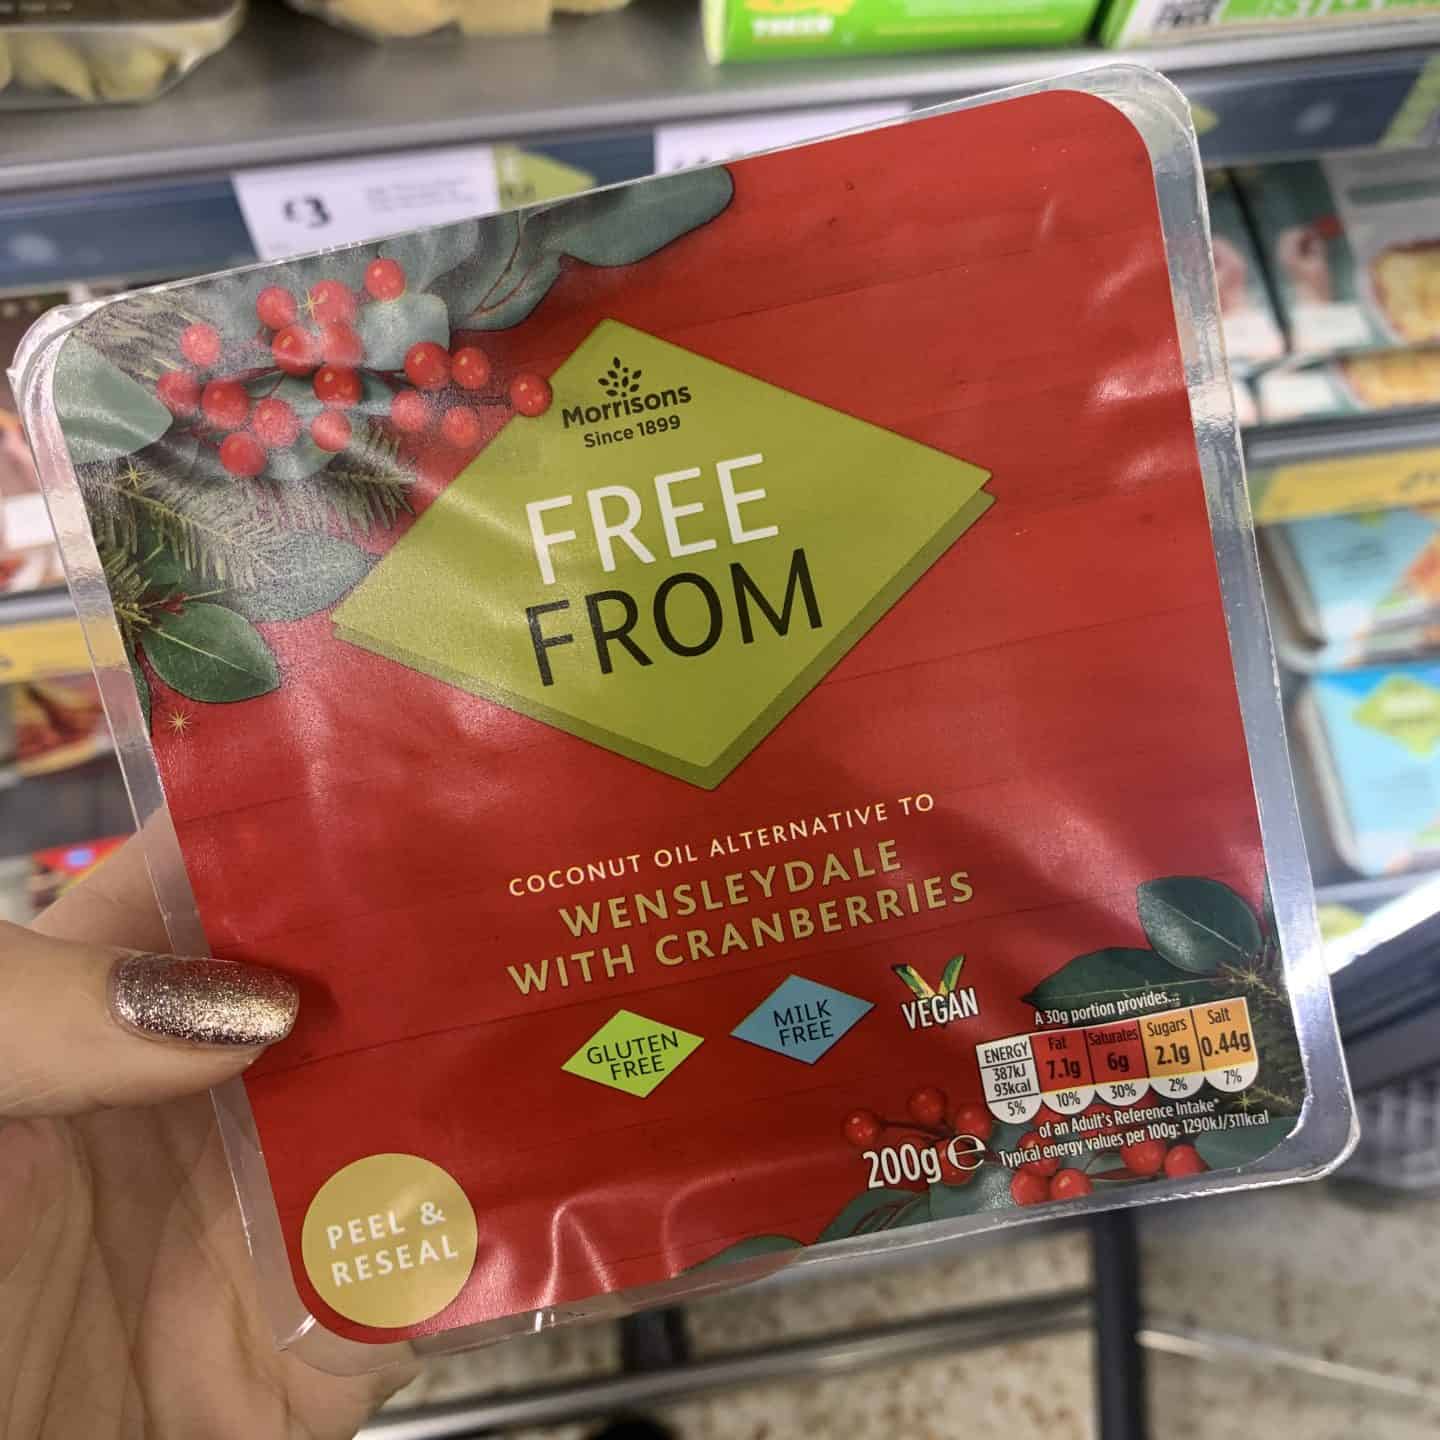 £3
Morrisons
Since 1899
FREE
FROM
COCONUT OIL ALTERNATIVE TO
WENSLEYDALE
WITH CRANBERRIES
GLUTEN
FREE
MILK
FREE
VEGAN
A 30g portion provides...
ENERGY
387kJ
93kcal
5%
Fat
7.1g
10%
Saturates
6g
30%
Sugars
2.1g
2%
Salt
0.44g
7%
of an Adult's Reference Intake*
Typical energy values per 100g: 1290kJ/311kcal
200g ℮
PEEL &
RESEAL